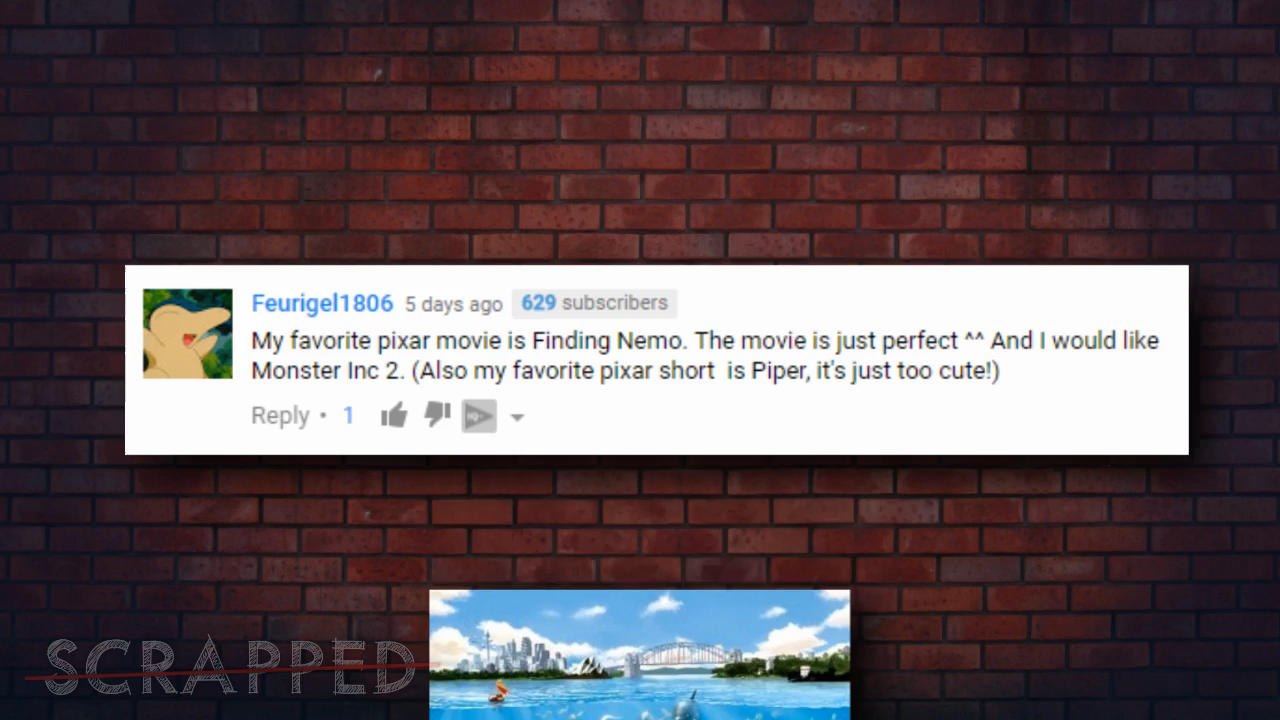 Feurigel1806 5 days ago 629 subscribers
My favorite pixar movie is Finding Nemo. The movie is just perfect ^^ And I would like
Monster Inc 2. (Also my favorite pixar short  is Piper, it's just too cute!)
Reply • 1
SCRAPPED